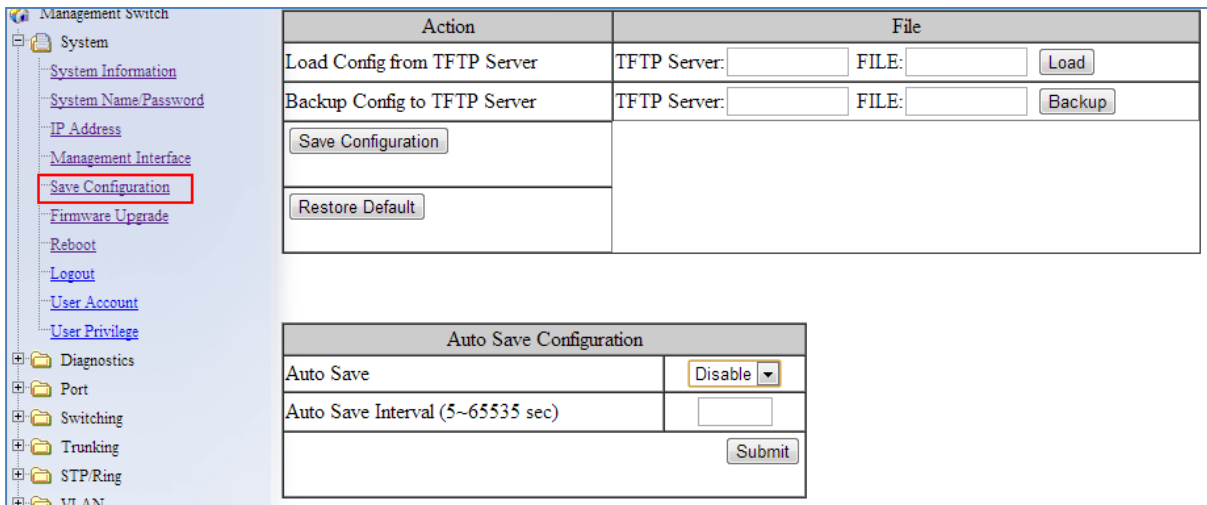 Management Switch
System
System Information
System Name/Password
IP Address
Management Interface
Save Configuration
Firmware Upgrade
Reboot
Logout
User Account
User Privilege
Diagnostics
Port
Switching
Trunking
STP/Ring
VLAN
Action File
Load Config from TFTP Server TFTP Server: FILE: Load
Backup Config to TFTP Server TFTP Server: FILE: Backup
Save Configuration
Restore Default
Auto Save Configuration
Auto Save Disable
Auto Save Interval (5~65535 sec)
Submit